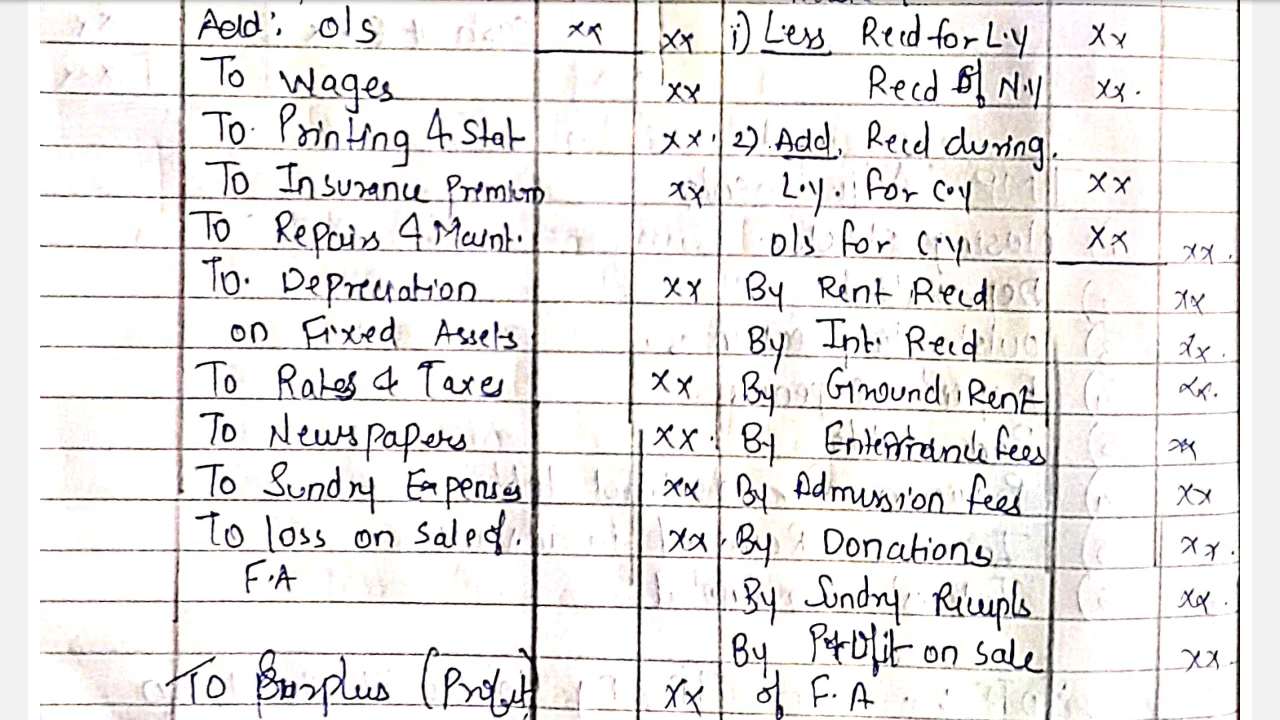 Add: o/s xx xx i) Less Recd for L.y xx
To Wages xx Recd of N.y xx.
To. Printing & Stat xx. 2) Add. Recd during.
To Insurance Premium xx L.y. for C.y xx
To Repairs & Maint. o/s for C.y xx xx.
To. Depreciation xx By Rent Recd xx
on Fixed Assets By Int. Recd xx.
To Rates & Taxes xx By Ground Rent xx.
To Newspapers xx. By fees xx
To Sundry Expenses xx By Admission fees xx
To loss on sale of. xx. By Donations xx.
F.A By Sundry xx.
By Profit on sale xx.
To Surplus (Profit) xx of F.A